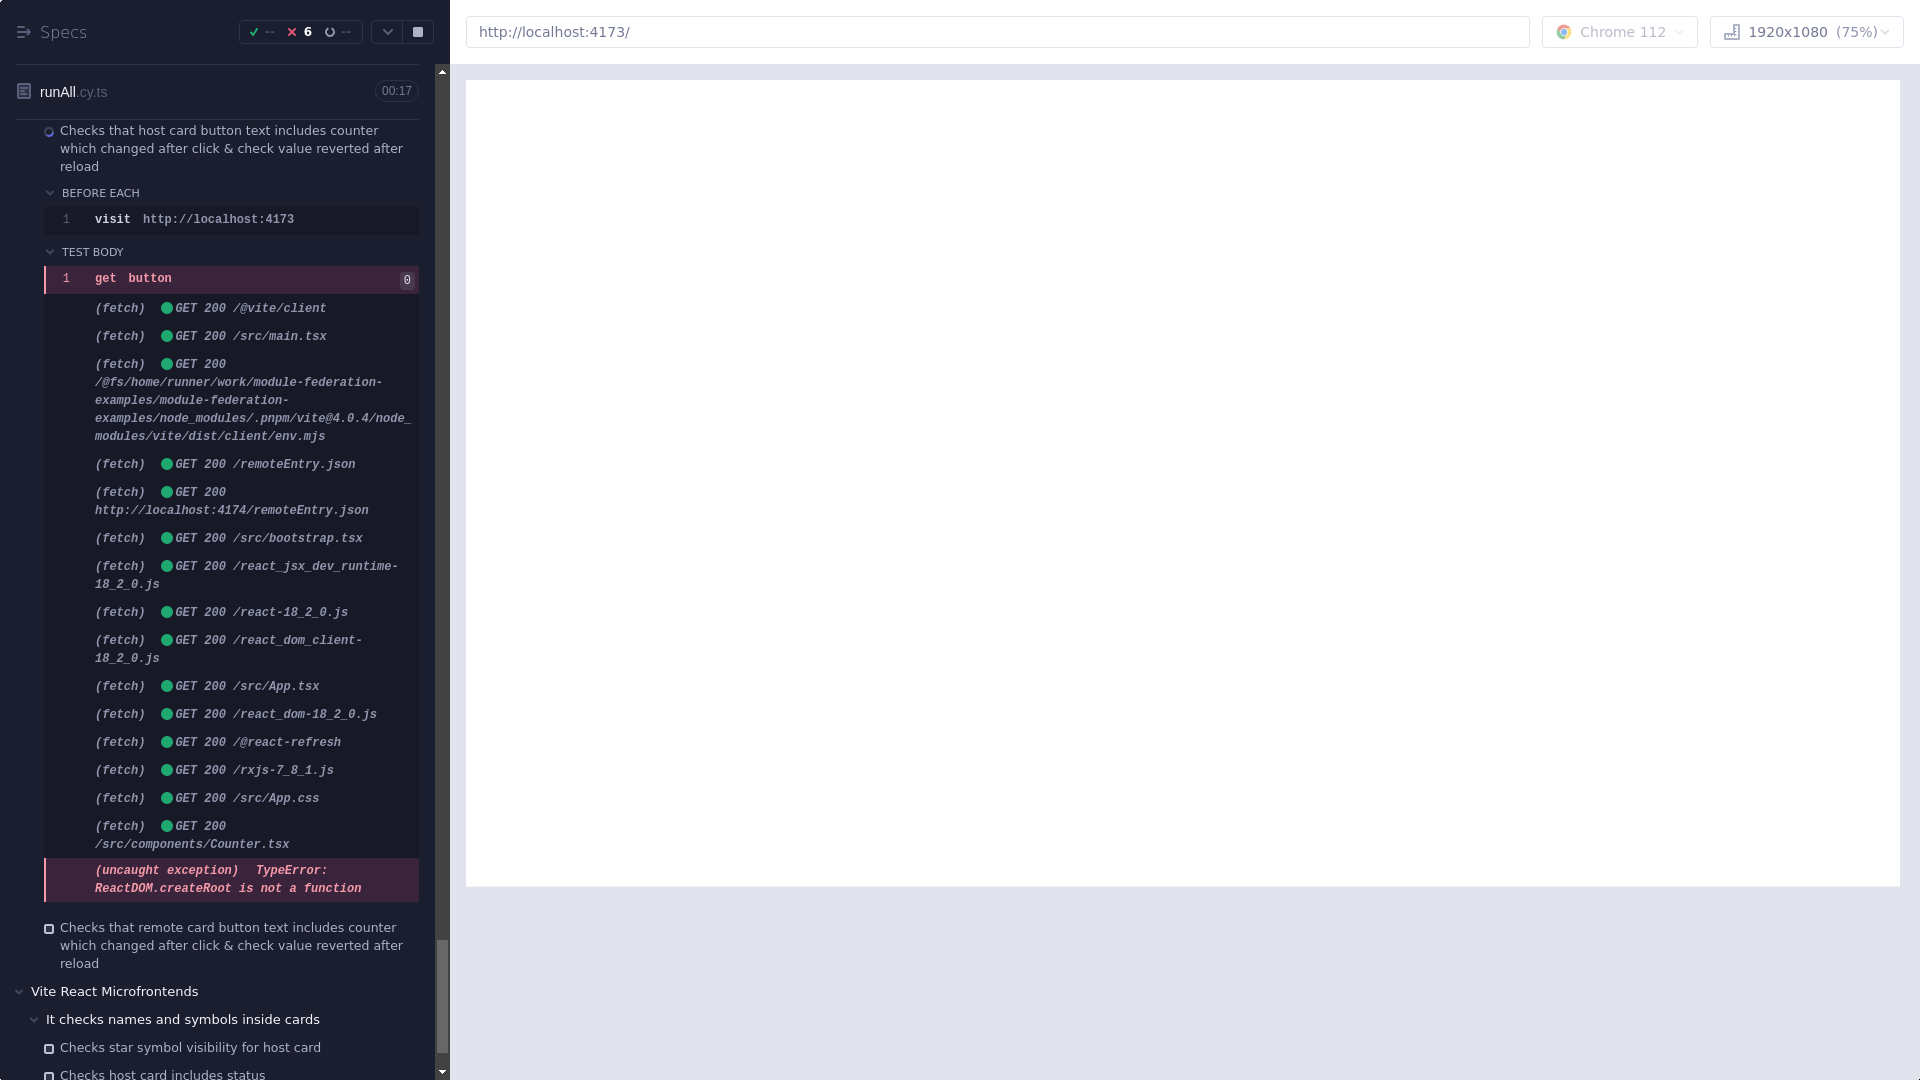 Specs
-- 6 --
runAll.cy.ts 00:17
Checks that host card button text includes counter
which changed after click & check value reverted after
reload
BEFORE EACH
1 visit http://localhost:4173
TEST BODY
1 get button 0
(fetch) GET 200 /@vite/client
(fetch) GET 200 /src/main.tsx
(fetch) GET 200
/@fs/home/runner/work/module-federation-
examples/module-federation-
examples/node_modules/.pnpm/vite@4.0.4/node_
modules/vite/dist/client/env.mjs
(fetch) GET 200 /remoteEntry.json
(fetch) GET 200
http://localhost:4174/remoteEntry.json
(fetch) GET 200 /src/bootstrap.tsx
(fetch) GET 200 /react_jsx_dev_runtime-
18_2_0.js
(fetch) GET 200 /react-18_2_0.js
(fetch) GET 200 /react_dom_client-
18_2_0.js
(fetch) GET 200 /src/App.tsx
(fetch) GET 200 /react_dom-18_2_0.js
(fetch) GET 200 /@react-refresh
(fetch) GET 200 /rxjs-7_8_1.js
(fetch) GET 200 /src/App.css
(fetch) GET 200
/src/components/Counter.tsx
(uncaught exception) TypeError:
ReactDOM.createRoot is not a function
Checks that remote card button text includes counter
which changed after click & check value reverted after
reload
Vite React Microfrontends
It checks names and symbols inside cards
Checks star symbol visibility for host card
Checks host card includes status
http://localhost:4173/
Chrome 112
1920x1080 (75%)